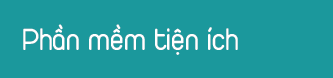 Phần mềm tiện ích